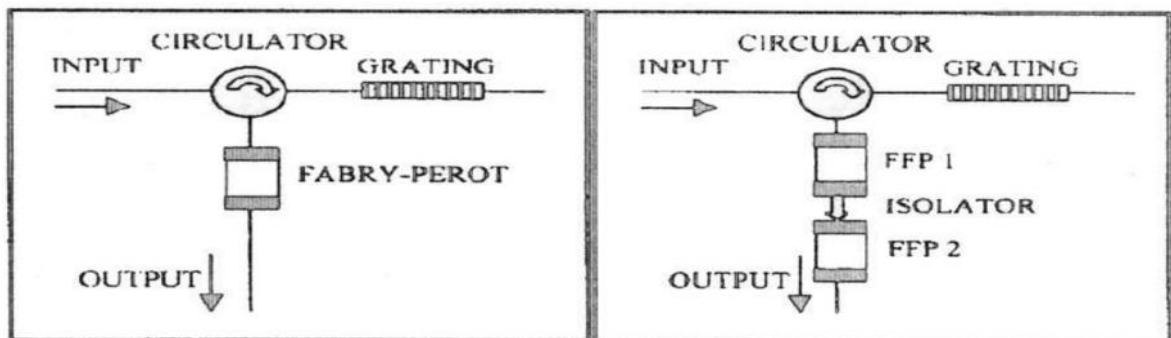 CIRCULATOR
INPUT
GRATING
FABRY-PEROT
OUTPUT
CIRCULATOR
INPUT
GRATING
FFP 1
ISOLATOR
FFP 2
OUTPUT